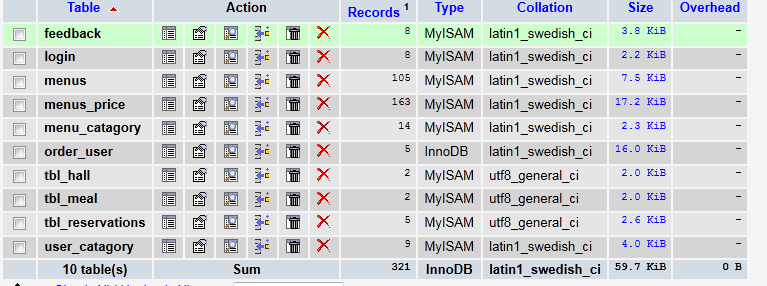 Table Action Records 1 Type Collation Size Overhead
feedback 8 MyISAM latin1_swedish_ci 3.8 KiB -
login 8 MyISAM latin1_swedish_ci 2.2 KiB -
menus 105 MyISAM latin1_swedish_ci 7.5 KiB -
menus_price 163 MyISAM latin1_swedish_ci 17.2 KiB -
menu_catagory 14 MyISAM latin1_swedish_ci 2.3 KiB -
order_user 5 InnoDB latin1_swedish_ci 16.0 KiB -
tbl_hall 2 MyISAM utf8_general_ci 2.0 KiB -
tbl_meal 2 MyISAM utf8_general_ci 2.0 KiB -
tbl_reservations 5 MyISAM utf8_general_ci 2.6 KiB -
user_catagory 9 MyISAM latin1_swedish_ci 4.0 KiB -
10 table(s) Sum 321 InnoDB latin1_swedish_ci 59.7 KiB 0 B